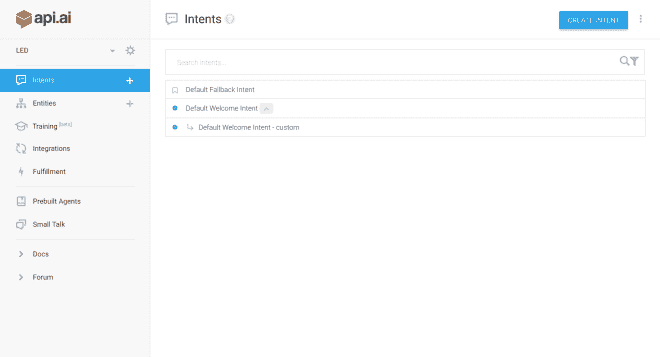 api.ai
LED
Intents
Entities
Training [beta]
Integrations
Fulfillment
Prebuilt Agents
Small Talk
Docs
Forum
Intents
CREATE INTENT
Search intents...
Default Fallback Intent
Default Welcome Intent
Default Welcome Intent - custom